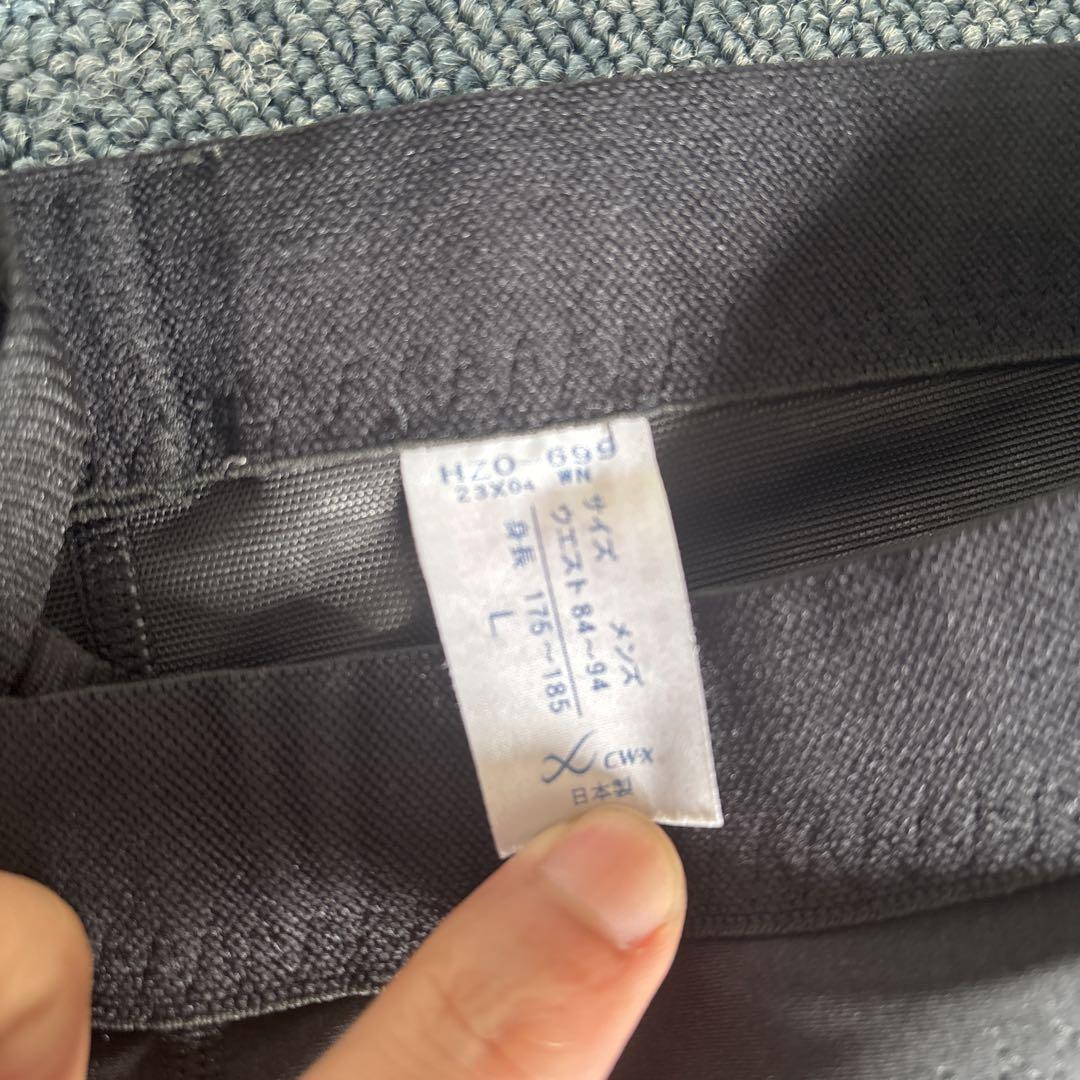 HZO-699
23X04 WN
サイズ メンズ
ウエスト 84～94
身長 175～185
L
CW-X
日本製